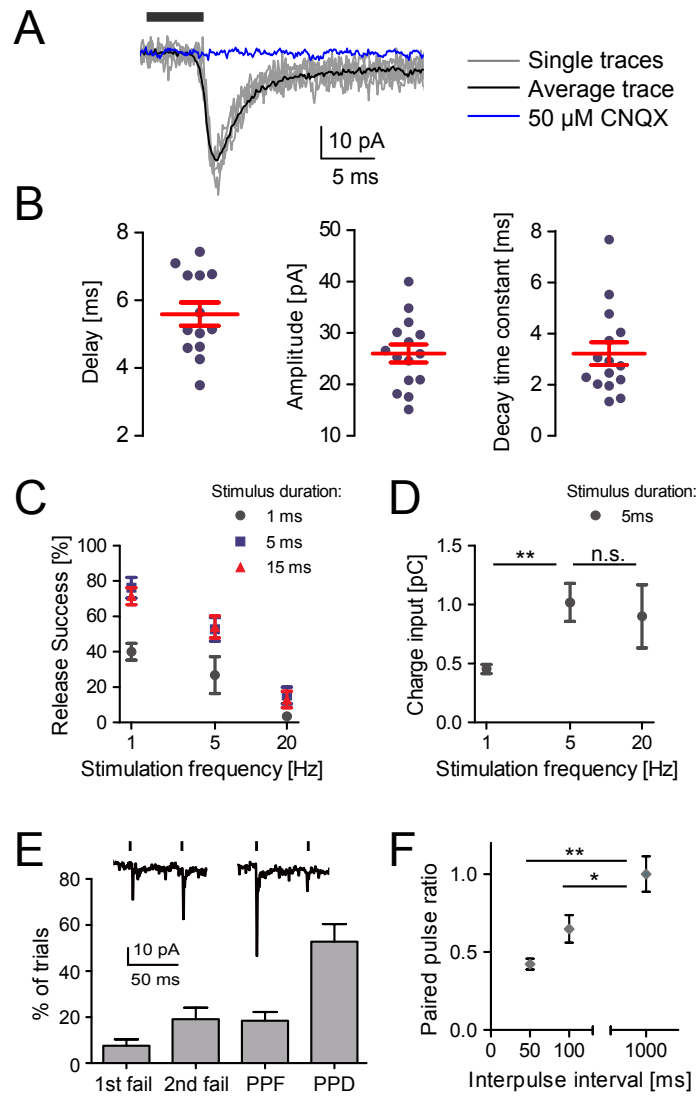 A
Single traces
Average trace
50 µM CNQX
10 pA
5 ms
B
Delay [ms]
8
6
4
2
Amplitude [pA]
50
40
30
20
10
Decay time constant [ms]
8
6
4
2
0
C
Stimulus duration:
1 ms
5 ms
15 ms
Release Success [%]
100
80
60
40
20
0
1
5
20
Stimulation frequency [Hz]
D
Stimulus duration:
5ms
Charge input [pC]
1.5
1.0
0.5
0.0
**
n.s.
1
5
20
Stimulation frequency [Hz]
E
% of trials
80
60
40
20
0
10 pA
50 ms
1st fail
2nd fail
PPF
PPD
F
Paired pulse ratio
1.0
0.5
0.0
**
*
0
50
100
1000
Interpulse interval [ms]